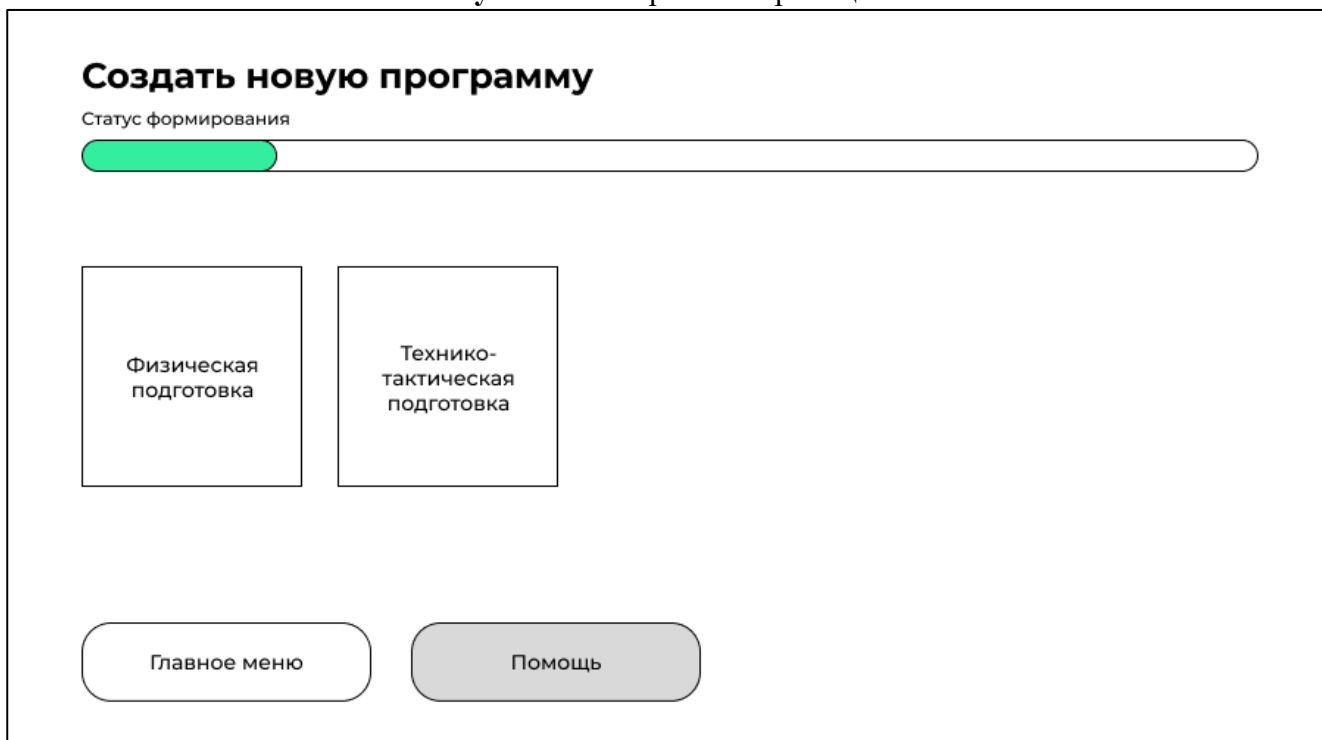 Создать новую программу
Статус формирования
Физическая
подготовка
Технико-
тактическая
подготовка
Главное меню
Помощь